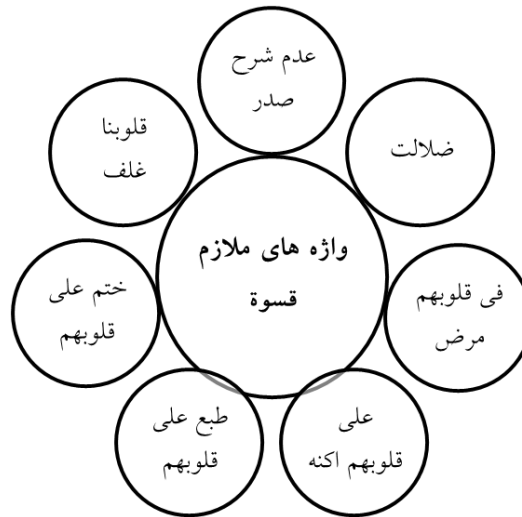 عدم شرح
صدر
ضلالت
قلوبنا
غلف
واژه های ملازم
قسوة
فی قلوبهم
مرض
ختم علی
قلوبهم
علی
قلوبهم اکنه
طبع علی
قلوبهم